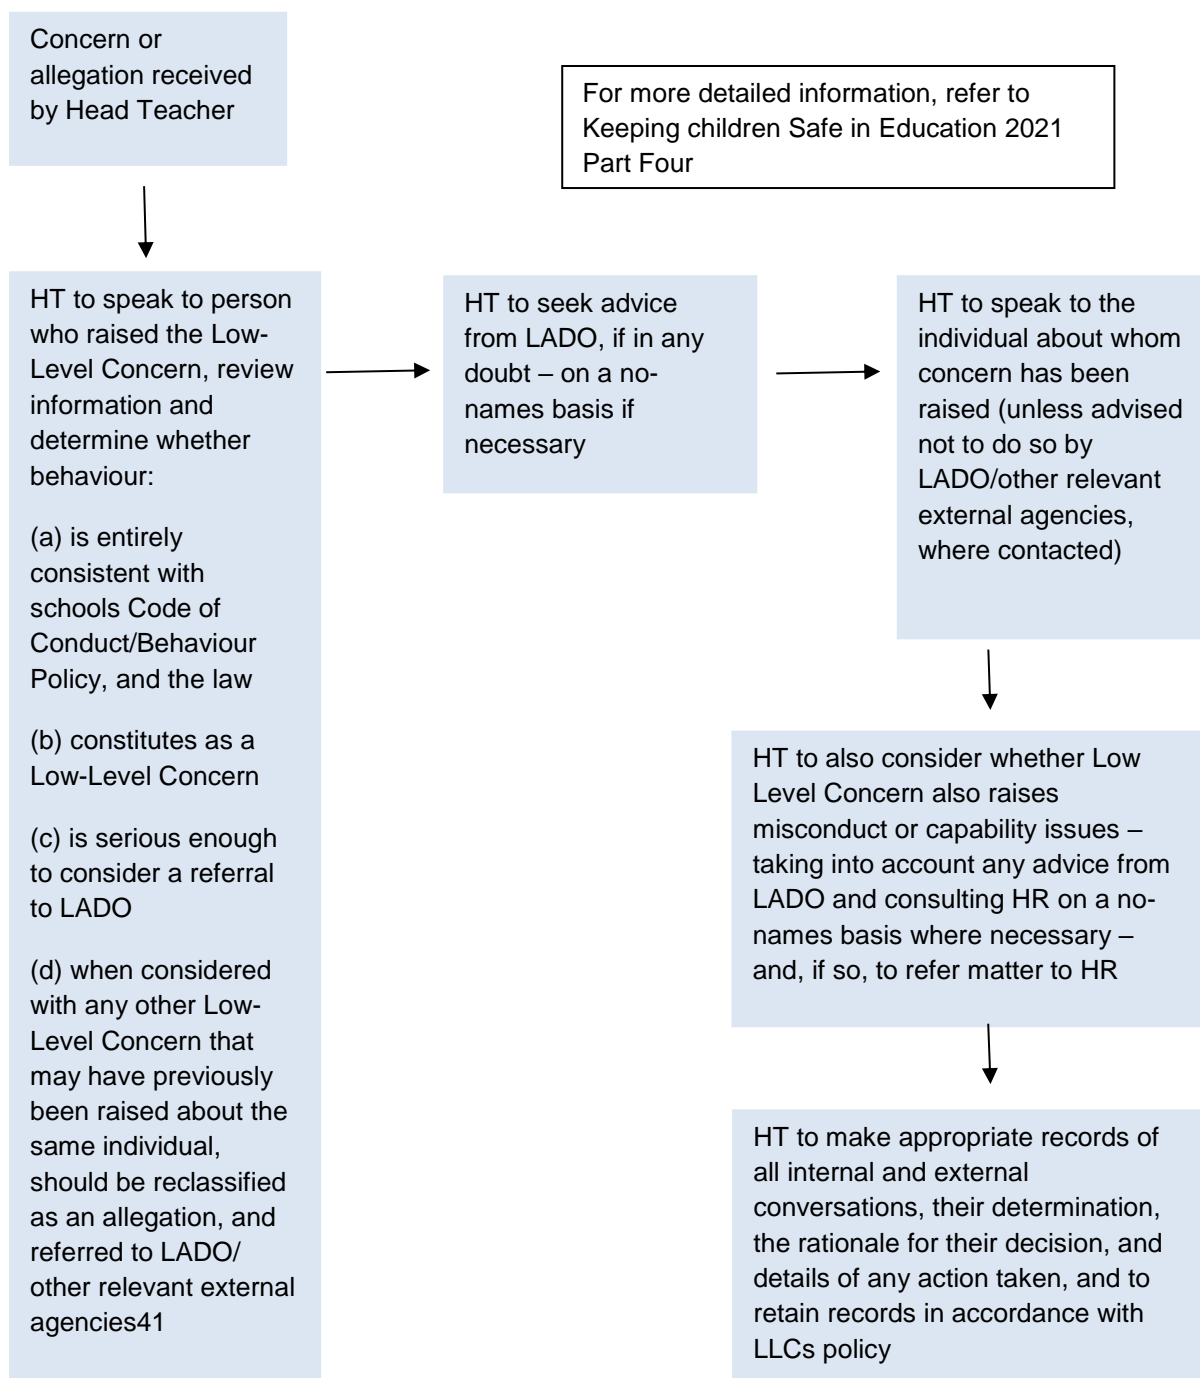 Concern or
allegation received
by Head Teacher
For more detailed information, refer to
Keeping children Safe in Education 2021
Part Four
HT to speak to person
who raised the Low-
Level Concern, review
information and
determine whether
behaviour:
(a) is entirely
consistent with
schools Code of
Conduct/Behaviour
Policy, and the law
(b) constitutes as a
Low-Level Concern
(c) is serious enough
to consider a referral
to LADO
(d) when considered
with any other Low-
Level Concern that
may have previously
been raised about the
same individual,
should be reclassified
as an allegation, and
referred to LADO/
other relevant external
agencies41
HT to seek advice
from LADO, if in any
doubt – on a no-
names basis if
necessary
HT to speak to the
individual about whom
concern has been
raised (unless advised
not to do so by
LADO/other relevant
external agencies,
where contacted)
HT to also consider whether Low
Level Concern also raises
misconduct or capability issues –
taking into account any advice from
LADO and consulting HR on a no-
names basis where necessary –
and, if so, to refer matter to HR
HT to make appropriate records of
all internal and external
conversations, their determination,
the rationale for their decision, and
details of any action taken, and to
retain records in accordance with
LLCs policy